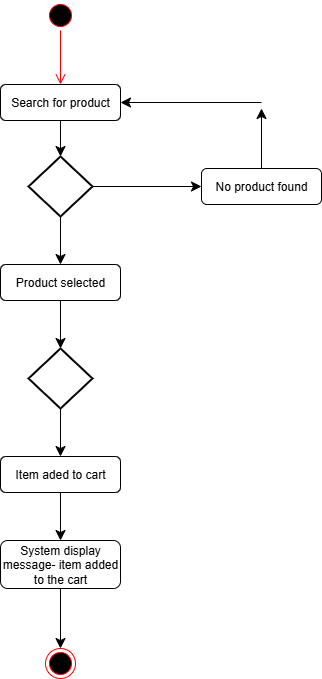 Search for product
No product found
Product selected
Item aded to cart
System display
message- item added
to the cart